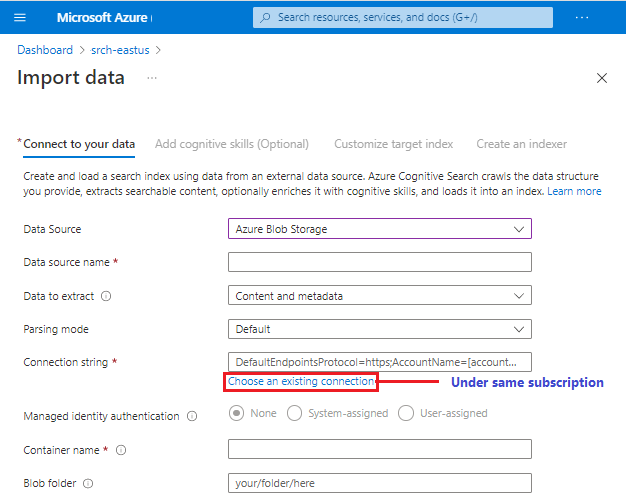 Microsoft Azure
Search resources, services, and docs (G+/)
...
Dashboard > srch-eastus >
Import data ...
* Connect to your data Add cognitive skills (Optional) Customize target index Create an indexer
Create and load a search index using data from an external data source. Azure Cognitive Search crawls the data structure
you provide, extracts searchable content, optionally enriches it with cognitive skills, and loads it into an index. Learn more
Data Source Azure Blob Storage
Data source name *
Data to extract Content and metadata
Parsing mode Default
Connection string * DefaultEndpointsProtocol=https;AccountName=[account...
Choose an existing connection Under same subscription
Managed identity authentication None System-assigned User-assigned
Container name *
Blob folder your/folder/here